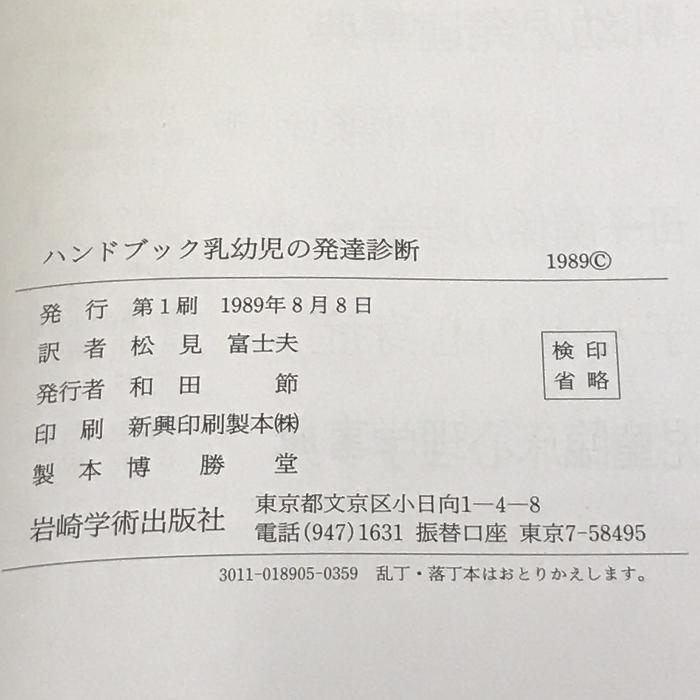 ハンドブック乳幼児の発達診断 1989©
発行 第1刷 1989年8月8日
訳者 松見 富士夫
発行者 和田 節
検印
省略
印刷 新興印刷製本㈱
製本 博勝堂
岩崎学術出版社
東京都文京区小日向1―4―8
電話(947)1631 振替口座 東京7-58495
3011-018905-0359 乱丁・落丁本はおとりかえします。